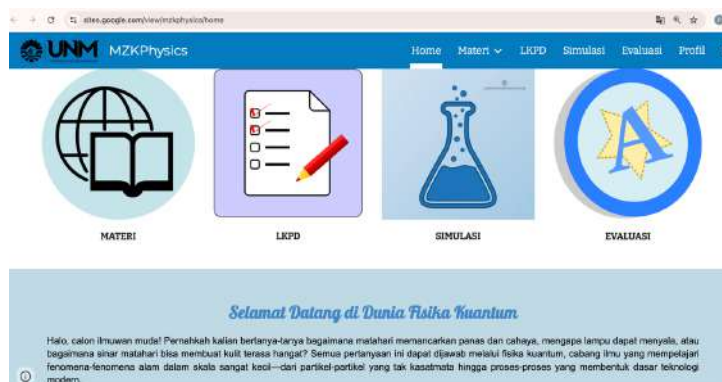 sites.google.com/view/mzkphysics/home
UNM MZKPhysics Home Materi LKPD Simulasi Evaluasi Profil
A
MATERI LKPD SIMULASI EVALUASI
Selamat Datang di Dunia Fisika Kuantum
Halo, calon ilmuwan muda! Pernahkah kalian bertanya-tanya bagaimana matahari memancarkan panas dan cahaya, mengapa lampu dapat menyala, atau
bagaimana sinar matahari bisa membuat kulit terasa hangat? Semua pertanyaan ini dapat dijawab melalui fisika kuantum, cabang ilmu yang mempelajari
fenomena-fenomena alam dalam skala sangat kecil—dari partikel-partikel yang tak kasatmata hingga proses-proses yang membentuk dasar teknologi
modern.